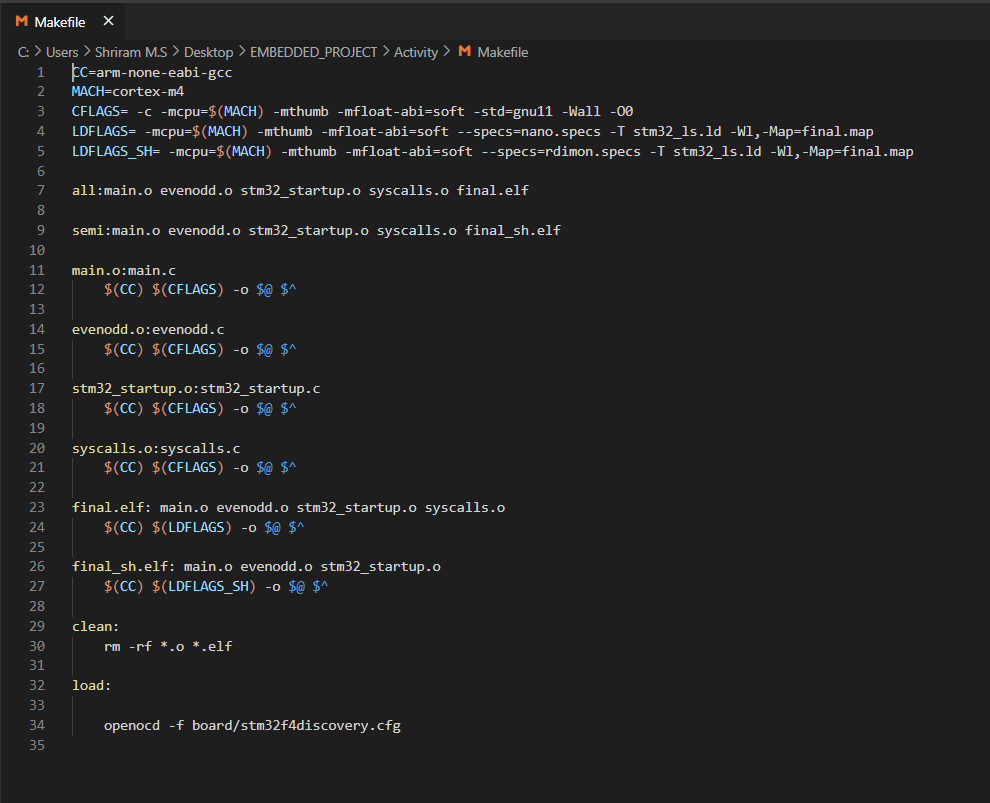 Makefile
C: > Users > Shriram M.S > Desktop > EMBEDDED_PROJECT > Activity > Makefile
1 CC=arm-none-eabi-gcc
2 MACH=cortex-m4
3 CFLAGS= -c -mcpu=$(MACH) -mthumb -mfloat-abi=soft -std=gnu11 -Wall -O0
4 LDFLAGS= -mcpu=$(MACH) -mthumb -mfloat-abi=soft --specs=nano.specs -T stm32_ls.ld -Wl,-Map=final.map
5 LDFLAGS_SH= -mcpu=$(MACH) -mthumb -mfloat-abi=soft --specs=rdimon.specs -T stm32_ls.ld -Wl,-Map=final.map
6
7 all:main.o evenodd.o stm32_startup.o syscalls.o final.elf
8
9 semi:main.o evenodd.o stm32_startup.o syscalls.o final_sh.elf
10
11 main.o:main.c
12     $(CC) $(CFLAGS) -o $@ $^
13
14 evenodd.o:evenodd.c
15     $(CC) $(CFLAGS) -o $@ $^
16
17 stm32_startup.o:stm32_startup.c
18     $(CC) $(CFLAGS) -o $@ $^
19
20 syscalls.o:syscalls.c
21     $(CC) $(CFLAGS) -o $@ $^
22
23 final.elf: main.o evenodd.o stm32_startup.o syscalls.o
24     $(CC) $(LDFLAGS) -o $@ $^
25
26 final_sh.elf: main.o evenodd.o stm32_startup.o
27     $(CC) $(LDFLAGS_SH) -o $@ $^
28
29 clean:
30     rm -rf *.o *.elf
31
32 load:
33
34     openocd -f board/stm32f4discovery.cfg
35